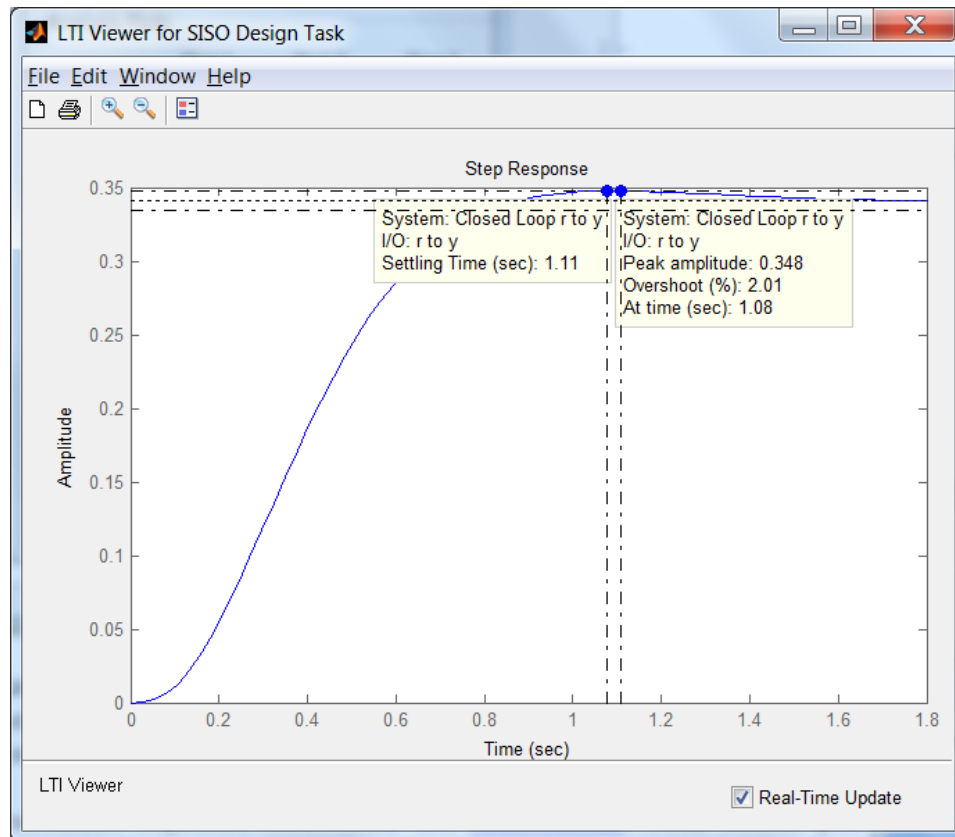 LTI Viewer for SISO Design Task
File Edit Window Help
Step Response
0.35
0.3
0.25
0.2
0.15
0.1
0.05
0
Amplitude
System: Closed Loop r to y
I/O: r to y
Settling Time (sec): 1.11
System: Closed Loop r to y
I/O: r to y
Peak amplitude: 0.348
Overshoot (%): 2.01
At time (sec): 1.08
0 0.2 0.4 0.6 0.8 1 1.2 1.4 1.6 1.8
Time (sec)
LTI Viewer
Real-Time Update